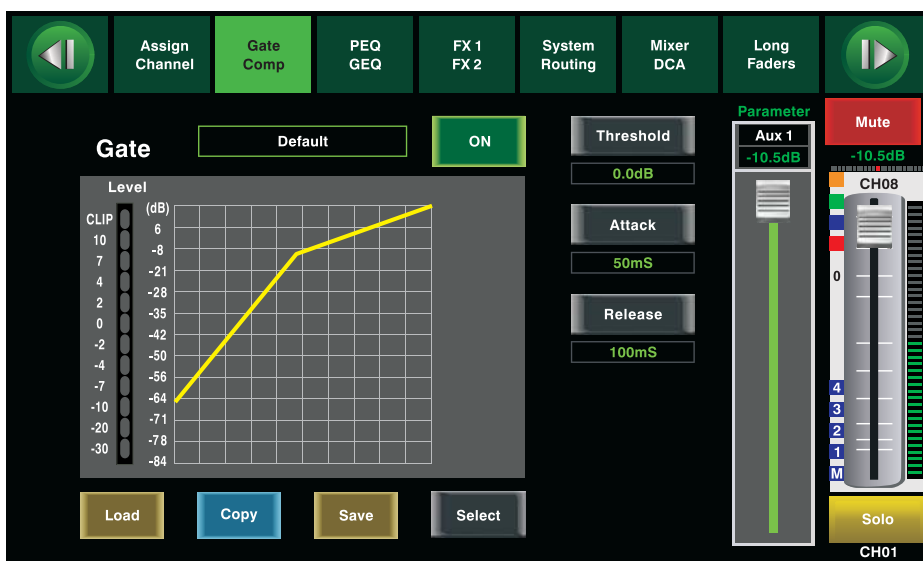 Assign Channel
Gate Comp
PEQ GEQ
FX 1 FX 2
System Routing
Mixer DCA
Long Faders
Gate
Default
ON
Threshold
0.0dB
Attack
50mS
Release
100mS
Parameter
Aux 1
-10.5dB
Mute
-10.5dB
CH08
0
4
3
2
1
M
Solo
CH01
Level
CLIP
10
7
4
2
0
-2
-4
-7
-10
-20
-30
(dB)
6
-8
-21
-28
-35
-42
-50
-56
-64
-71
-78
-84
Load
Copy
Save
Select